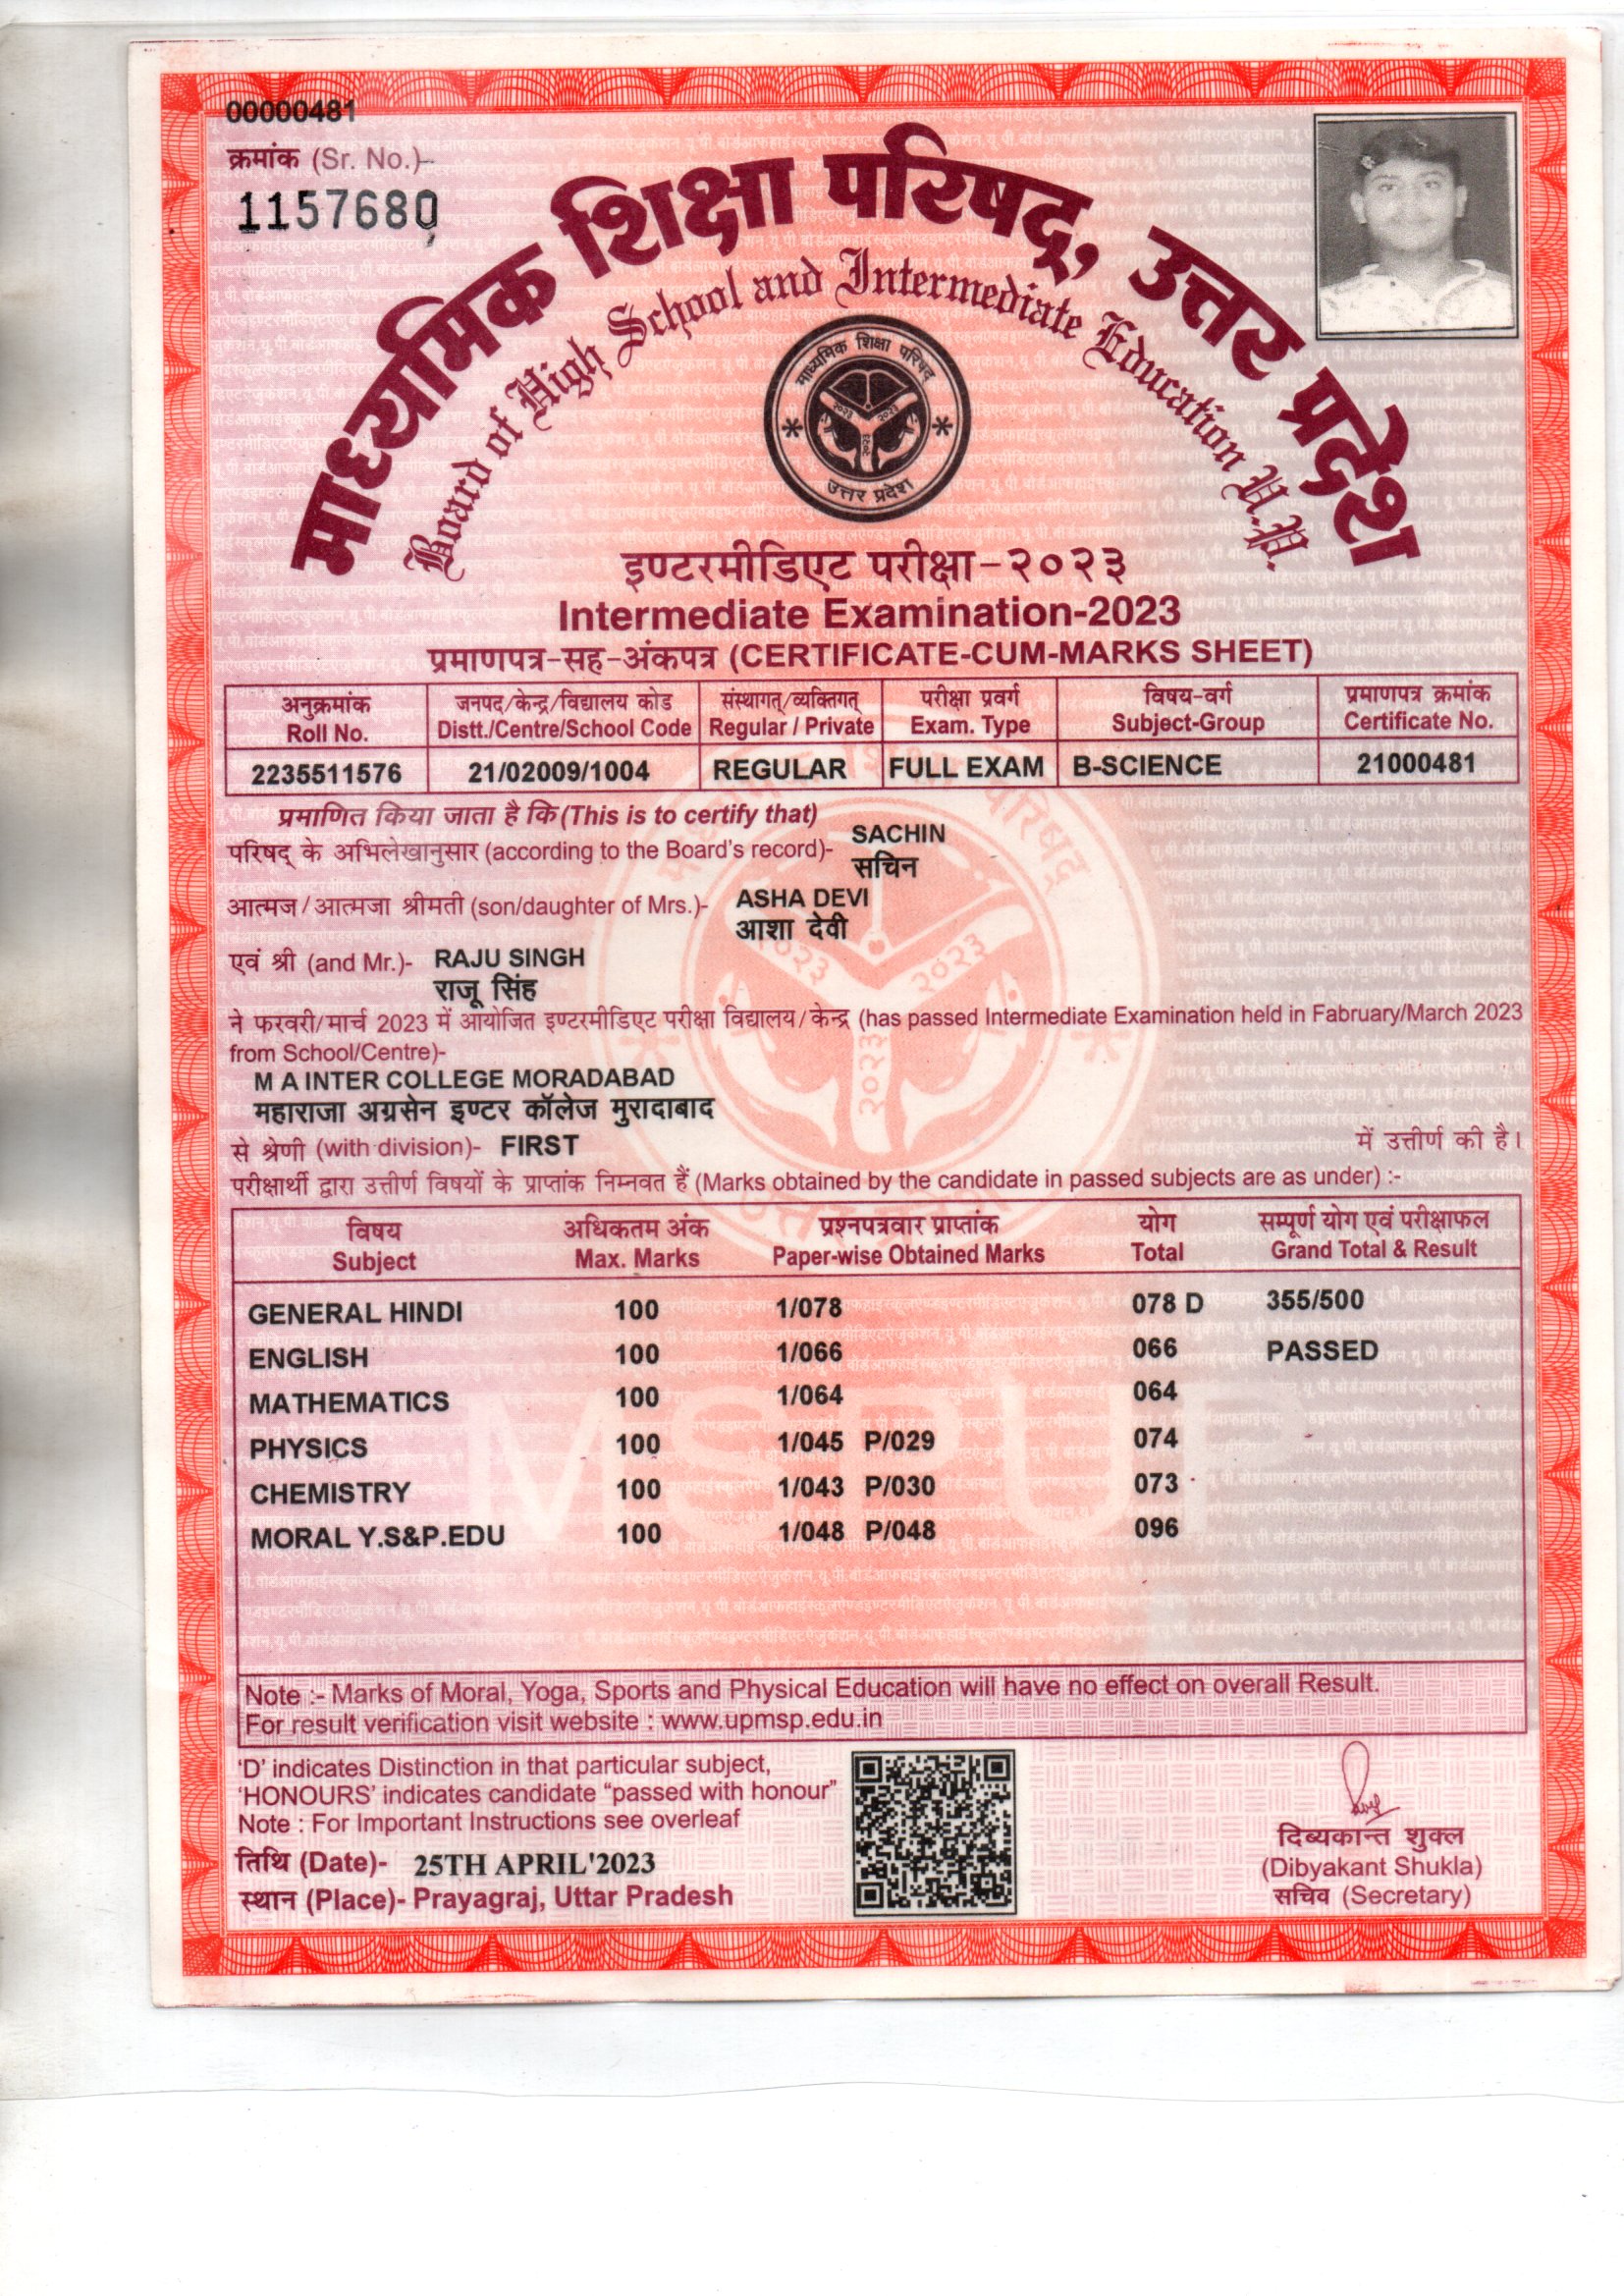 00000481
क्रमांक (Sr. No.)-
1157680
माध्यमिक शिक्षा परिषद्, उत्तर प्रदेश
Board of High School and Intermediate Education U.P.
माध्यमिक शिक्षा परिषद
२०२३ २०२३
२०२३
उत्तर प्रदेश
इण्टरमीडिएट परीक्षा-२०२३
Intermediate Examination-2023
प्रमाणपत्र-सह-अंकपत्र (CERTIFICATE-CUM-MARKS SHEET)
अनुक्रमांक जनपद/केन्द्र/विद्यालय कोड संस्थागत्/व्यक्तिगत् परीक्षा प्रवर्ग विषय-वर्ग प्रमाणपत्र क्रमांक
Roll No. Distt./Centre/School Code Regular / Private Exam. Type Subject-Group Certificate No.
2235511576 21/02009/1004 REGULAR FULL EXAM B-SCIENCE 21000481
प्रमाणित किया जाता है कि (This is to certify that)
परिषद् के अभिलेखानुसार (according to the Board's record)- SACHIN
सचिन
आत्मज/आत्मजा श्रीमती (son/daughter of Mrs.)- ASHA DEVI
आशा देवी
एवं श्री (and Mr.)- RAJU SINGH
राजू सिंह
ने फरवरी/मार्च 2023 में आयोजित इण्टरमीडिएट परीक्षा विद्यालय/केन्द्र (has passed Intermediate Examination held in Fabruary/March 2023
from School/Centre)-
M A INTER COLLEGE MORADABAD
महाराजा अग्रसेन इण्टर कॉलेज मुरादाबाद
से श्रेणी (with division)- FIRST में उत्तीर्ण की है।
परीक्षार्थी द्वारा उत्तीर्ण विषयों के प्राप्तांक निम्नवत हैं (Marks obtained by the candidate in passed subjects are as under) :-
विषय अधिकतम अंक प्रश्नपत्रवार प्राप्तांक योग सम्पूर्ण योग एवं परीक्षाफल
Subject Max. Marks Paper-wise Obtained Marks Total Grand Total & Result
GENERAL HINDI 100 1/078 078 D 355/500
ENGLISH 100 1/066 066 PASSED
MATHEMATICS 100 1/064 064
PHYSICS 100 1/045 P/029 074
CHEMISTRY 100 1/043 P/030 073
MORAL Y.S&P.EDU 100 1/048 P/048 096
MSPUP
Note :- Marks of Moral, Yoga, Sports and Physical Education will have no effect on overall Result.
For result verification visit website : www.upmsp.edu.in
'D' indicates Distinction in that particular subject,
'HONOURS' indicates candidate "passed with honour"
Note : For Important Instructions see overleaf
तिथि (Date)- 25TH APRIL'2023
स्थान (Place)- Prayagraj, Uttar Pradesh
दिब्यकान्त शुक्ल
(Dibyakant Shukla)
सचिव (Secretary)